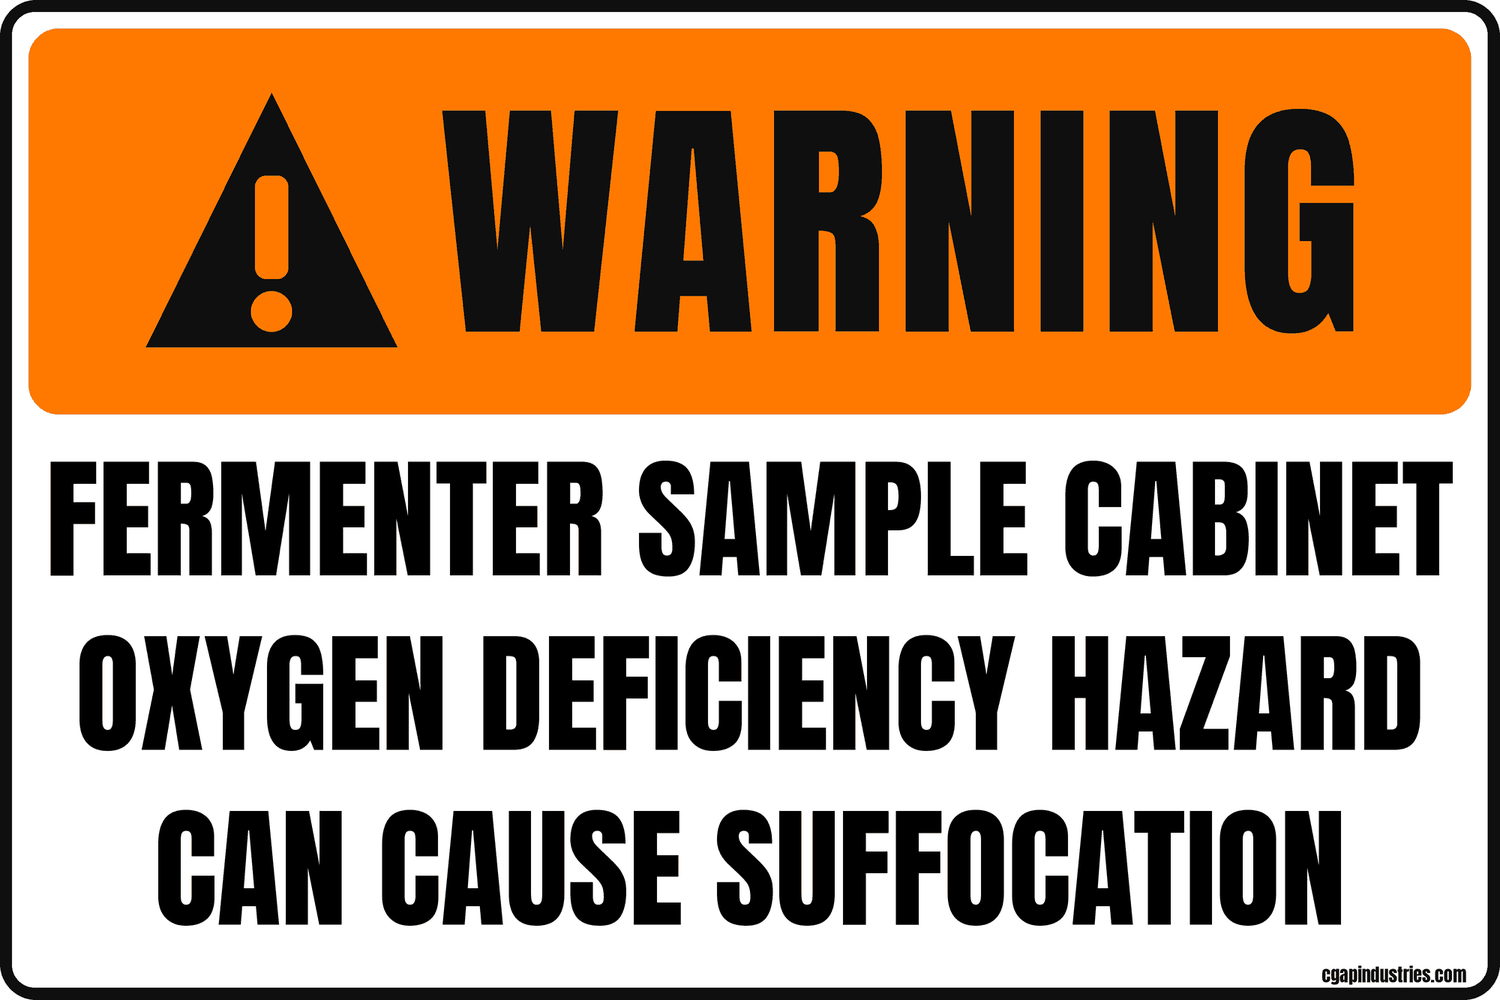 WARNING
FERMENTER SAMPLE CABINET
OXYGEN DEFICIENCY HAZARD
CAN CAUSE SUFFOCATION
cgapindustries.com